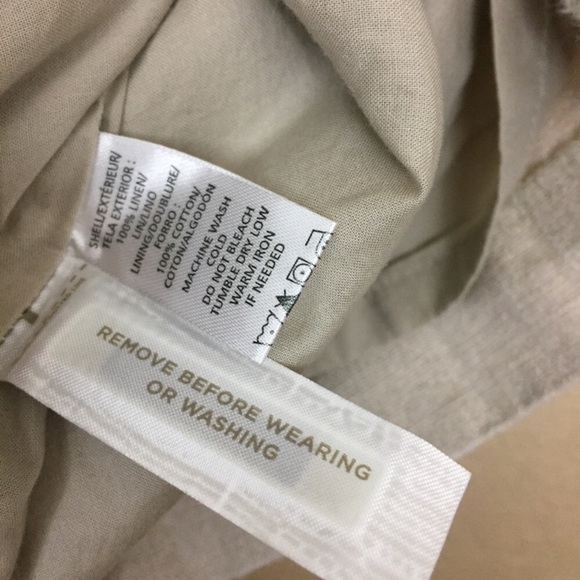 SHELL/EXTÉRIEUR/
TELA EXTERIOR :
100% LINEN/
LIN/LINO
LINING/DOUBLURE/
FORRO :
100% COTTON/
COTON/ALGODÓN
MACHINE WASH
COLD
DO NOT BLEACH
TUMBLE DRY LOW
WARM IRON
IF NEEDED
REMOVE BEFORE WEARING
OR WASHING